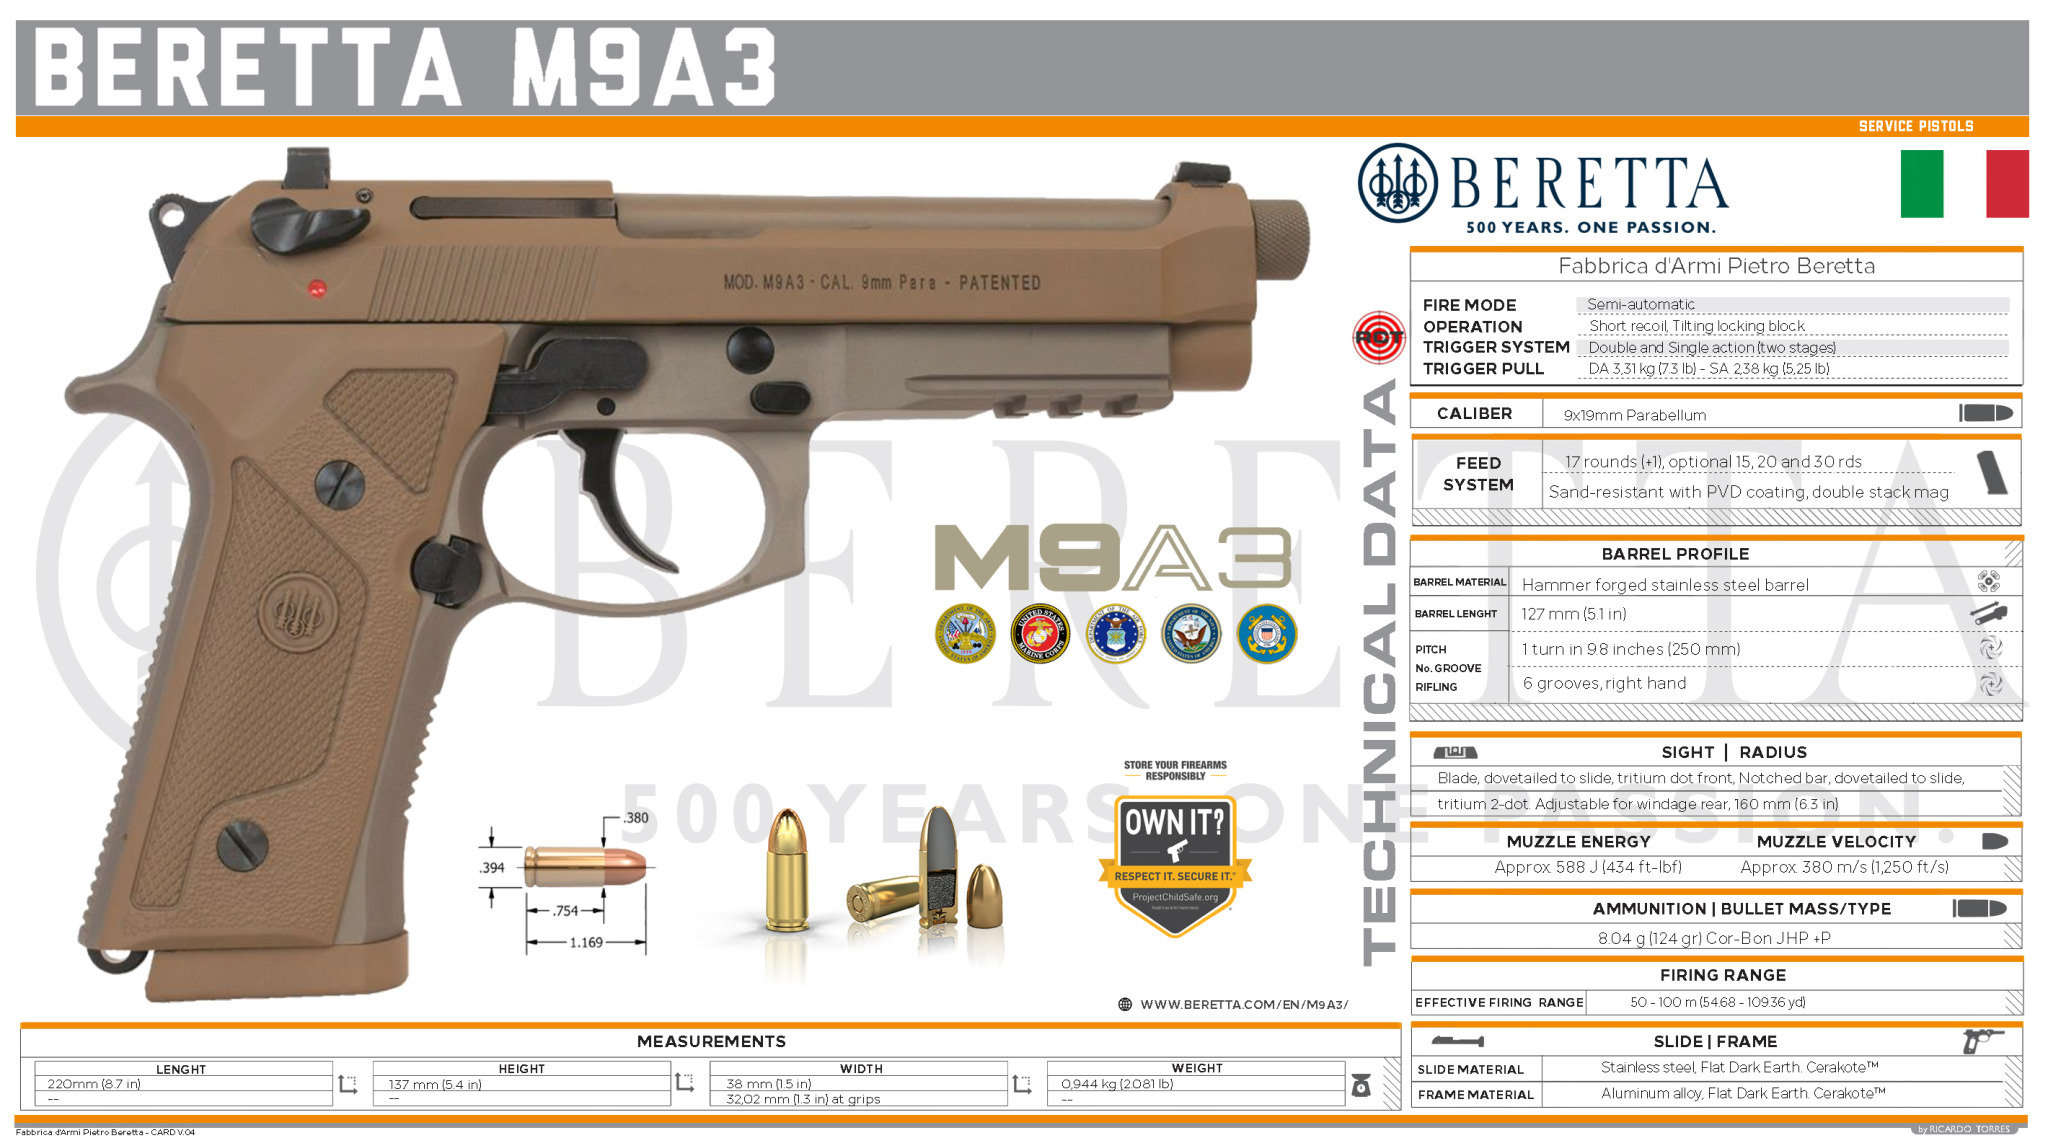 BERETTA M9A3
SERVICE PISTOLS
BERETTA
500 YEARS. ONE PASSION.
MOD. M9A3 - CAL. 9mm Para - PATENTED
M9A3
BERETTA
500 YEARS. ONE PASSION.
TECHNICAL DATA
RDT
Fabbrica d'Armi Pietro Beretta
FIRE MODE Semi-automatic
OPERATION Short recoil, Tilting locking block
TRIGGER SYSTEM Double and Single action (two stages)
TRIGGER PULL DA 3,31 kg (7.3 lb) - SA 2,38 kg (5,25 lb)
CALIBER 9x19mm Parabellum
FEED SYSTEM
17 rounds (+1), optional 15, 20 and 30 rds
Sand-resistant with PVD coating, double stack mag
BARREL PROFILE
BARREL MATERIAL Hammer forged stainless steel barrel
BARREL LENGHT 127 mm (5.1 in)
PITCH 1 turn in 9.8 inches (250 mm)
No. GROOVE
RIFLING 6 grooves, right hand
SIGHT | RADIUS
Blade, dovetailed to slide, tritium dot front, Notched bar, dovetailed to slide,
tritium 2-dot. Adjustable for windage rear, 160 mm (6.3 in)
MUZZLE ENERGY MUZZLE VELOCITY
Approx. 588 J (434 ft-lbf) Approx. 380 m/s (1,250 ft/s)
AMMUNITION | BULLET MASS/TYPE
8.04 g (124 gr) Cor-Bon JHP +P
FIRING RANGE
EFFECTIVE FIRING RANGE 50 - 100 m (54.68 - 109.36 yd)
SLIDE | FRAME
SLIDE MATERIAL Stainless steel, Flat Dark Earth. Cerakote™
FRAME MATERIAL Aluminum alloy, Flat Dark Earth. Cerakote™
STORE YOUR FIREARMS
RESPONSIBLY
OWN IT?
RESPECT IT. SECURE IT.®
ProjectChildSafe.org
.380
.394
.754
1.169
WWW.BERETTA.COM/EN/M9A3/
MEASUREMENTS
LENGHT HEIGHT WIDTH WEIGHT
220mm (8.7 in) 137 mm (5.4 in) 38 mm (1.5 in) 0,944 kg (2.081 lb)
-- -- 32,02 mm (1.3 in) at grips --
Fabbrica d'Armi Pietro Beretta - CARD V.04
by RICARDO TORRES